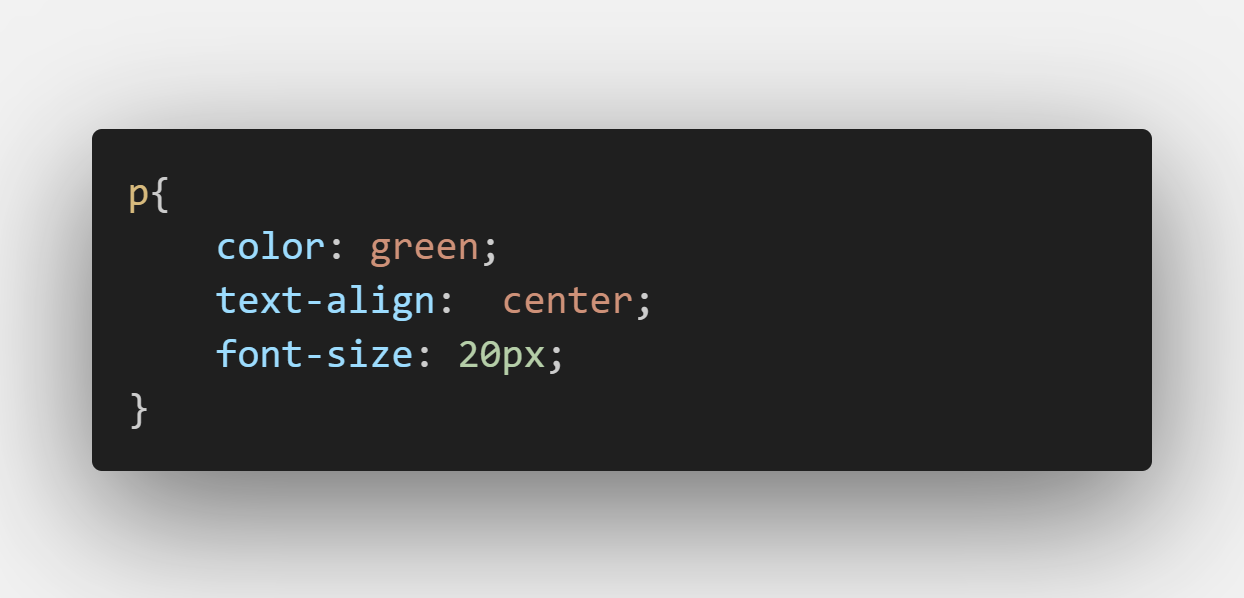 p{
    color: green;
    text-align:  center;
    font-size: 20px;
}